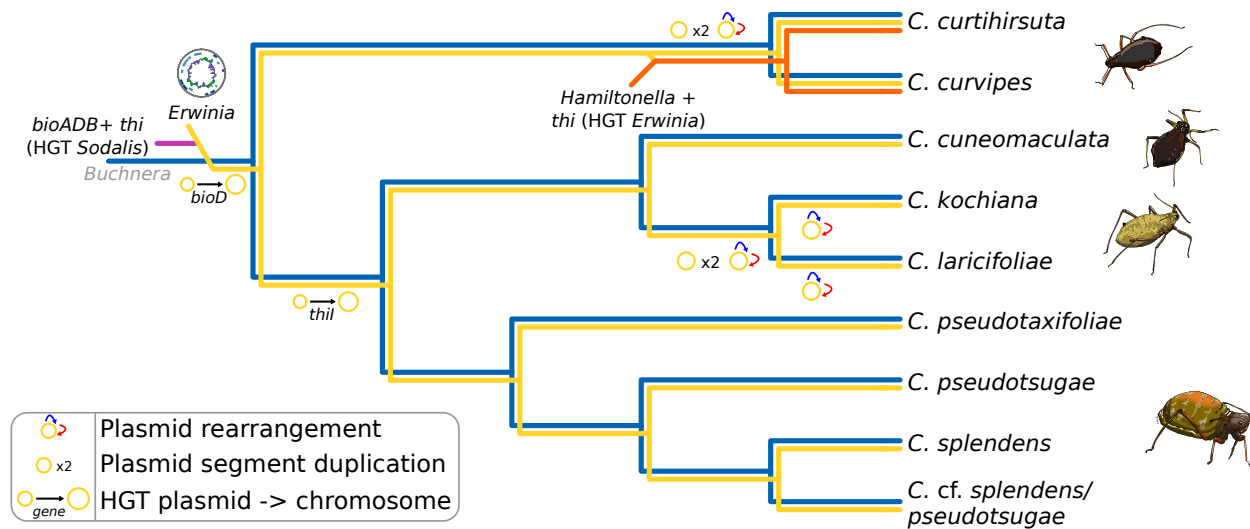 x2
C. curtihirsuta
C. curvipes
Erwinia
bioADB+ thi
(HGT Sodalis)
Buchnera
bioD
Hamiltonella +
thi (HGT Erwinia)
C. cuneomaculata
C. kochiana
x2
C. laricifoliae
thiI
C. pseudotaxifoliae
C. pseudotsugae
C. splendens
C. cf. splendens/
pseudotsugae
Plasmid rearrangement
x2 Plasmid segment duplication
gene HGT plasmid -> chromosome